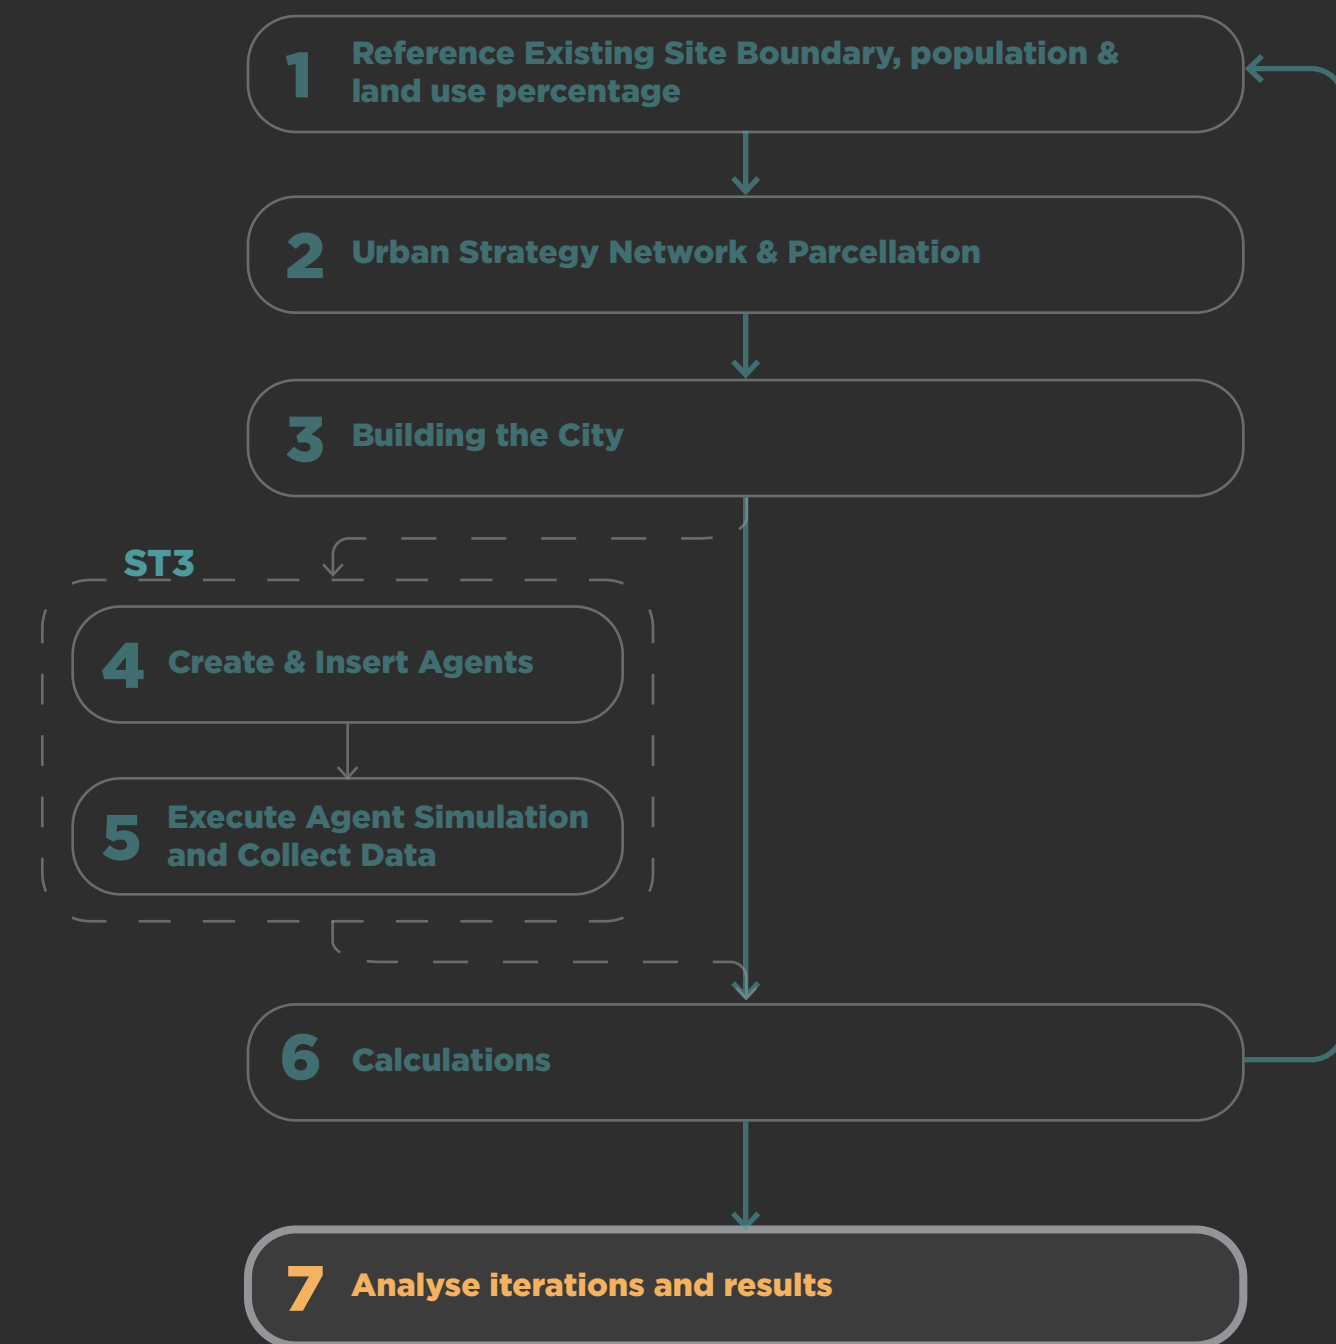 1 Reference Existing Site Boundary, population &
land use percentage
2 Urban Strategy Network & Parcellation
3 Building the City
ST3
4 Create & Insert Agents
5 Execute Agent Simulation
and Collect Data
6 Calculations
7 Analyse iterations and results